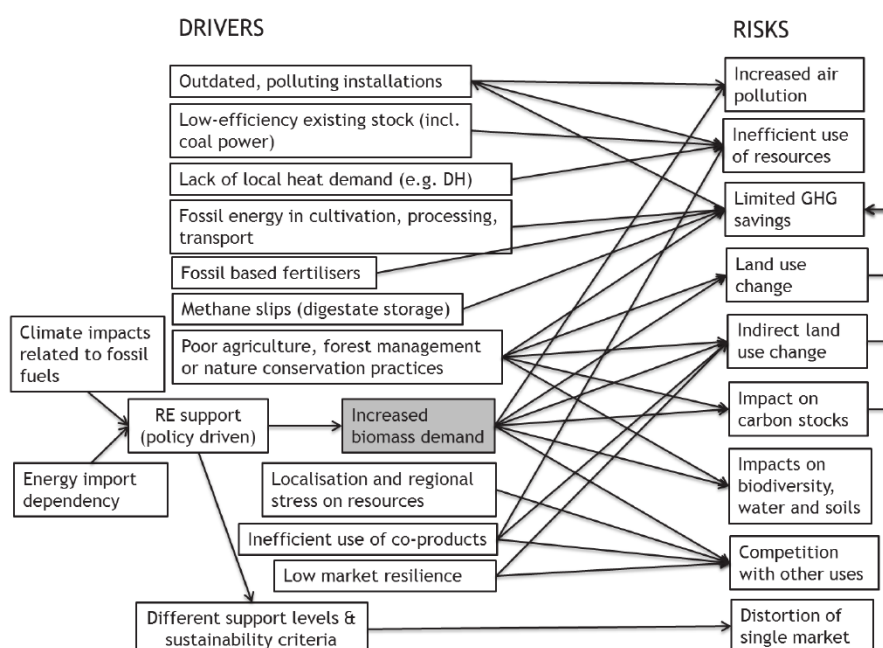 DRIVERS
RISKS
Outdated, polluting installations
Low-efficiency existing stock (incl.
coal power)
Lack of local heat demand (e.g. DH)
Fossil energy in cultivation, processing,
transport
Fossil based fertilisers
Methane slips (digestate storage)
Climate impacts
related to fossil
fuels
Poor agriculture, forest management
or nature conservation practices
RE support
(policy driven)
Increased
biomass demand
Energy import
dependency
Localisation and regional
stress on resources
Inefficient use of co-products
Low market resilience
Different support levels &
sustainability criteria
Increased air
pollution
Inefficient use
of resources
Limited GHG
savings
Land use
change
Indirect land
use change
Impact on
carbon stocks
Impacts on
biodiversity,
water and soils
Competition
with other uses
Distortion of
single market